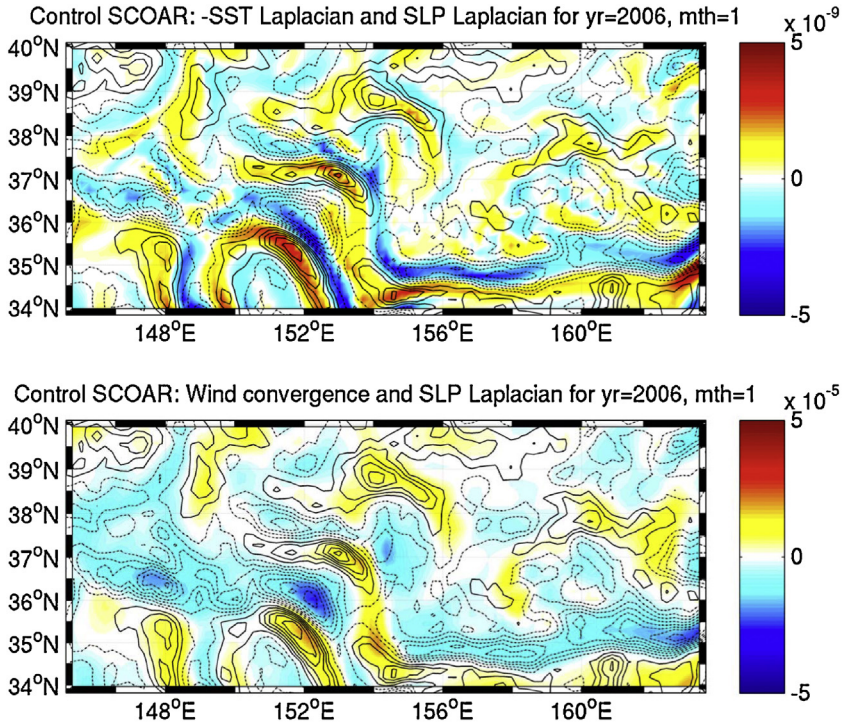 Control SCOAR: -SST Laplacian and SLP Laplacian for yr=2006, mth=1
x 10⁻⁹
40°N
39°N
38°N
37°N
36°N
35°N
34°N
148°E 152°E 156°E 160°E
5
0
-5
Control SCOAR: Wind convergence and SLP Laplacian for yr=2006, mth=1
x 10⁻⁵
40°N
39°N
38°N
37°N
36°N
35°N
34°N
148°E 152°E 156°E 160°E
5
0
-5